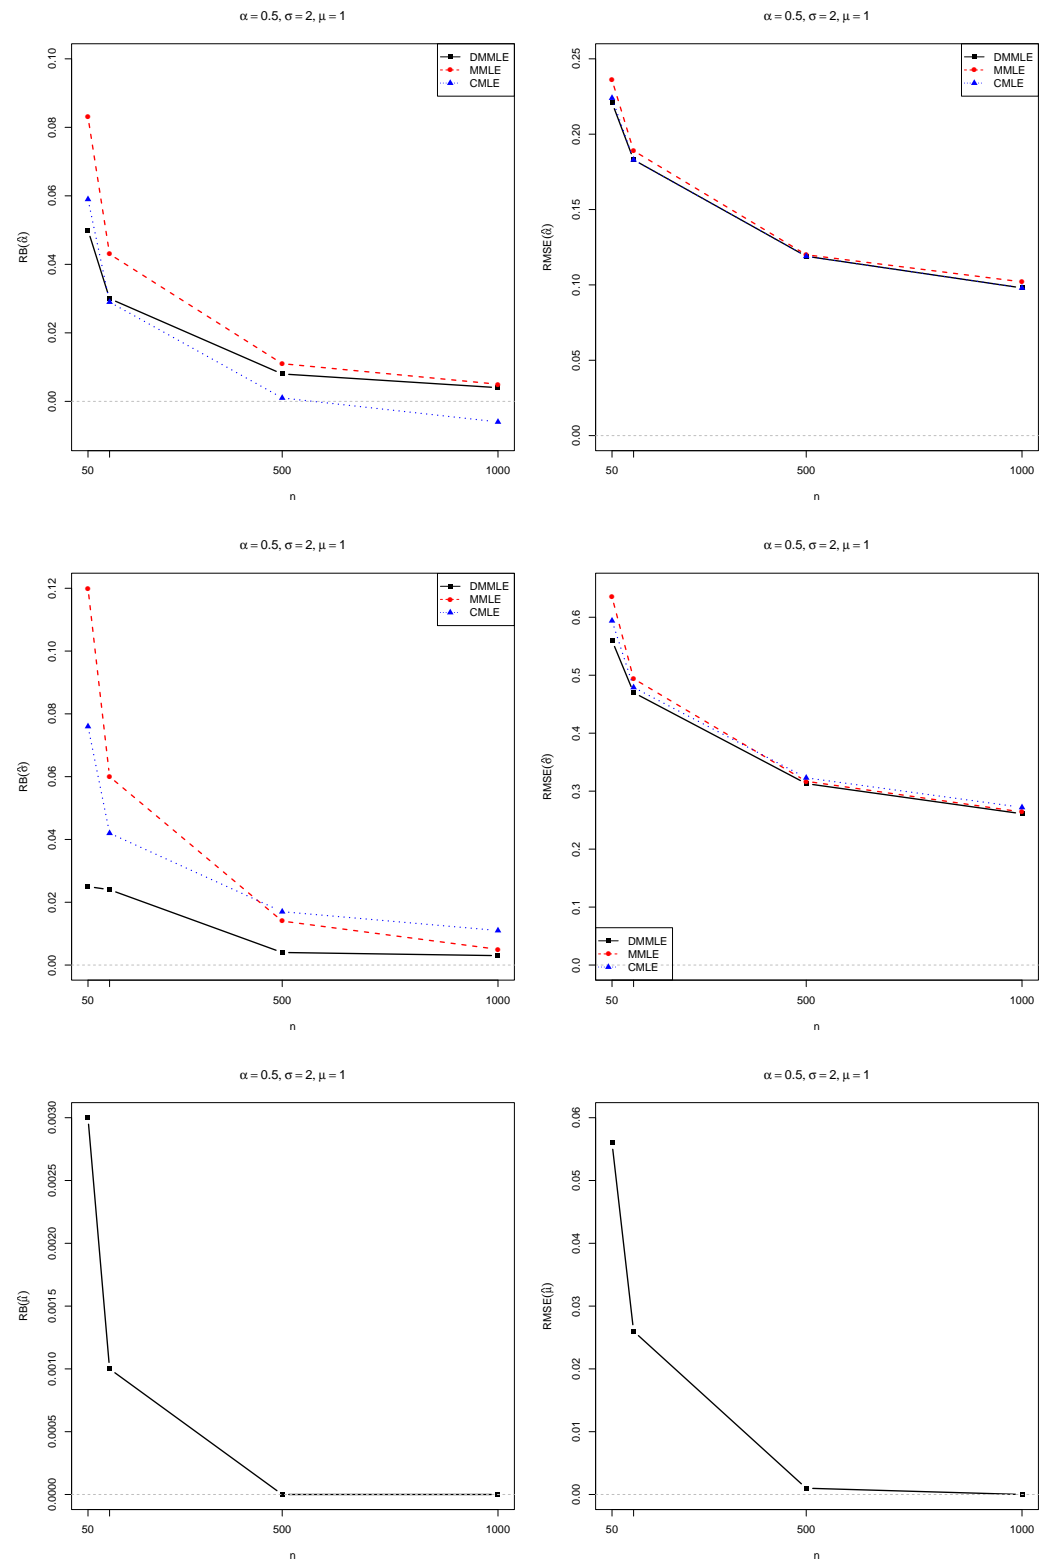 α = 0.5, σ = 2, μ = 1
RB(α̂)
0.10
0.08
0.06
0.04
0.02
0.00
DMMLE
MMLE
CMLE
50
500
1000
n
α = 0.5, σ = 2, μ = 1
RMSE(α̂)
0.25
0.20
0.15
0.10
0.05
0.00
DMMLE
MMLE
CMLE
50
500
1000
n
α = 0.5, σ = 2, μ = 1
RB(σ̂)
0.12
0.10
0.08
0.06
0.04
0.02
0.00
DMMLE
MMLE
CMLE
50
500
1000
n
α = 0.5, σ = 2, μ = 1
RMSE(σ̂)
0.6
0.5
0.4
0.3
0.2
0.1
0.0
DMMLE
MMLE
CMLE
50
500
1000
n
α = 0.5, σ = 2, μ = 1
RB(μ̂)
0.0030
0.0025
0.0020
0.0015
0.0010
0.0005
0.0000
50
500
1000
n
α = 0.5, σ = 2, μ = 1
RMSE(μ̂)
0.06
0.05
0.04
0.03
0.02
0.01
0.00
50
500
1000
n